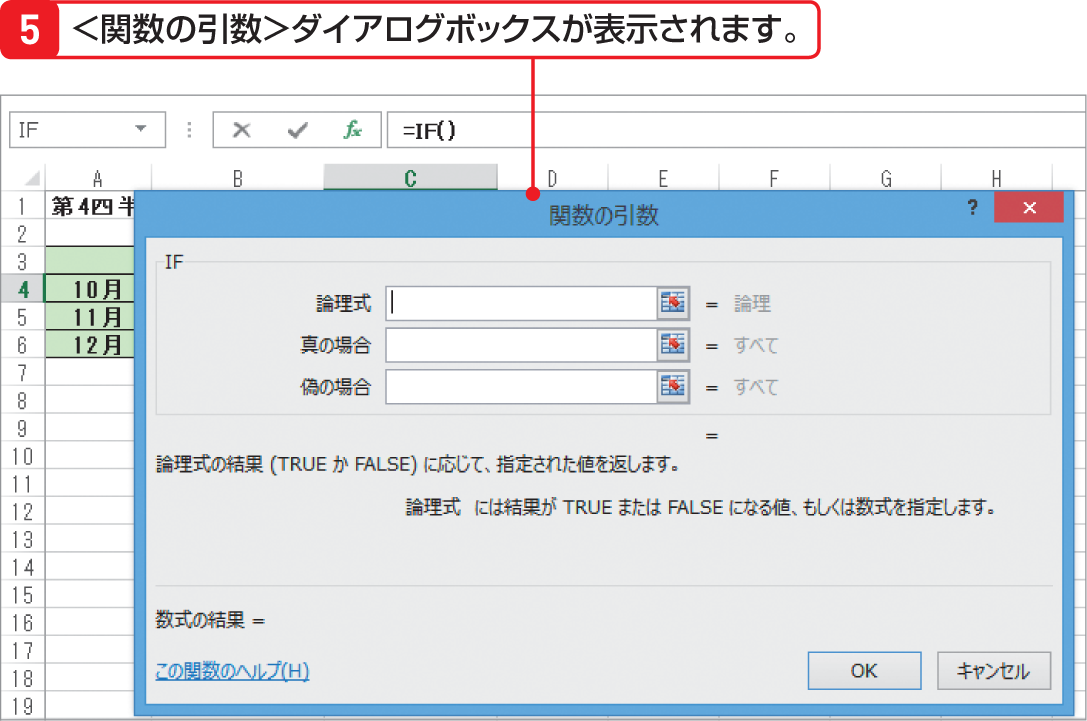 5 <関数の引数>ダイアログボックスが表示されます。
IF fx =IF()
A B C D E F G H
1 第4四半
関数の引数 ?
2
3
IF
4 10月
論理式 = 論理
5 11月
真の場合 = すべて
6 12月
偽の場合 = すべて
7
8
=
9
10
論理式の結果 (TRUE か FALSE) に応じて、指定された値を返します。
11
論理式 には結果が TRUE または FALSE になる値、もしくは数式を指定します。
12
13
14
15
16
数式の結果 =
17
18
この関数のヘルプ(H) OK キャンセル
19